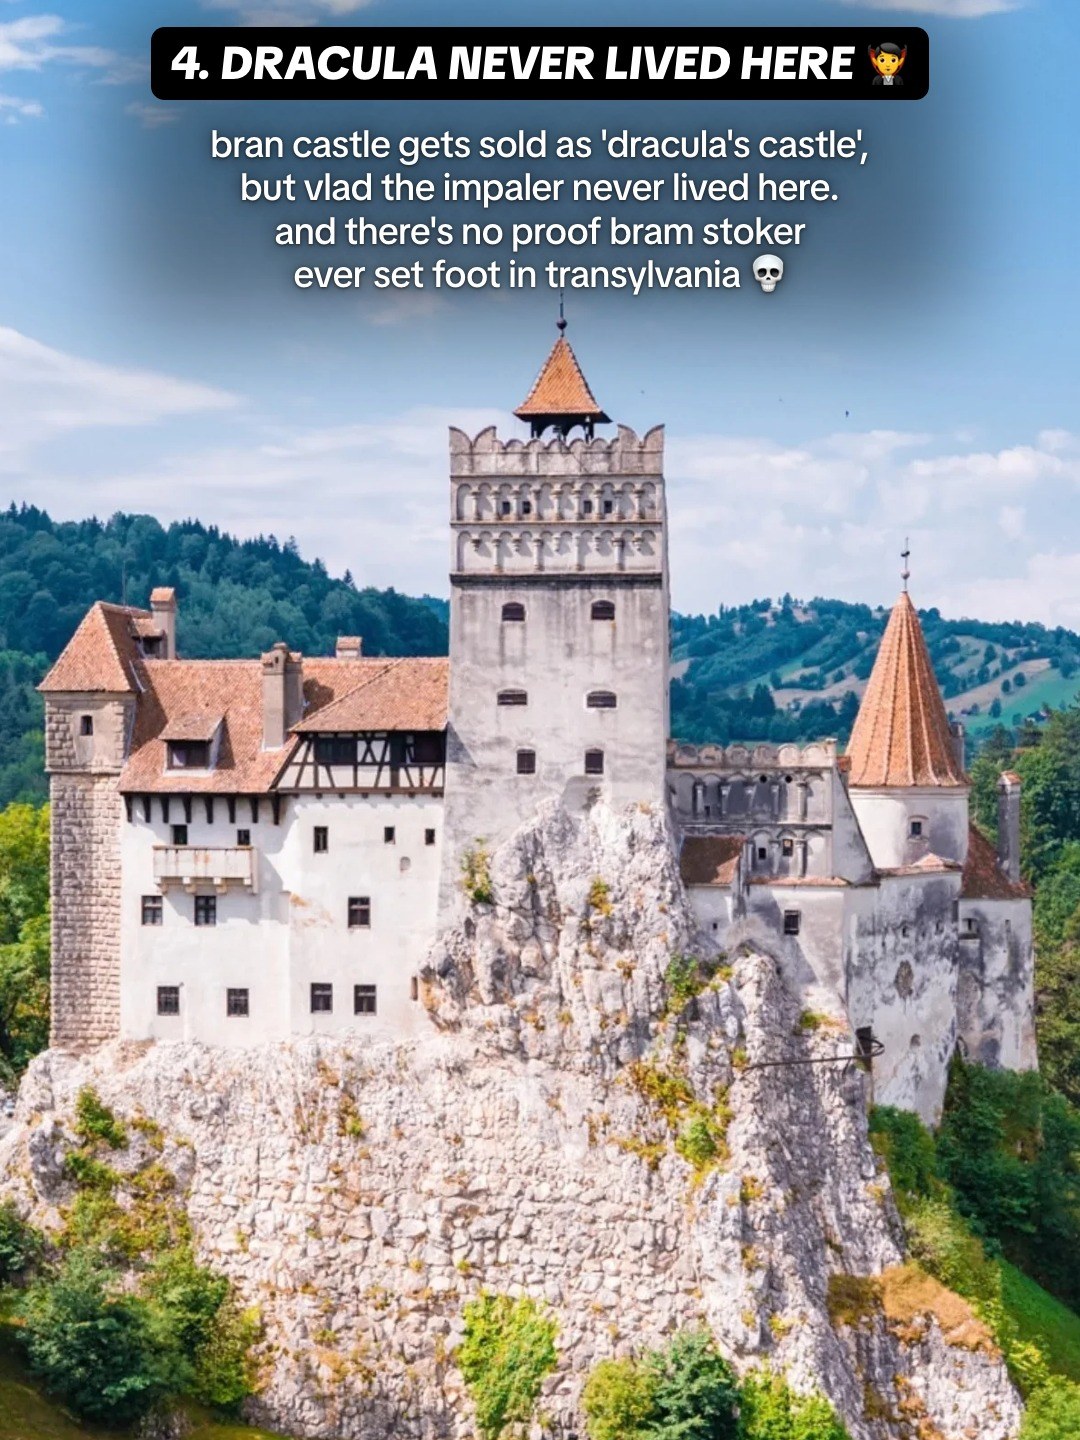 4. DRACULA NEVER LIVED HERE 🧛
bran castle gets sold as 'dracula's castle',
but vlad the impaler never lived here.
and there's no proof bram stoker
ever set foot in transylvania 💀